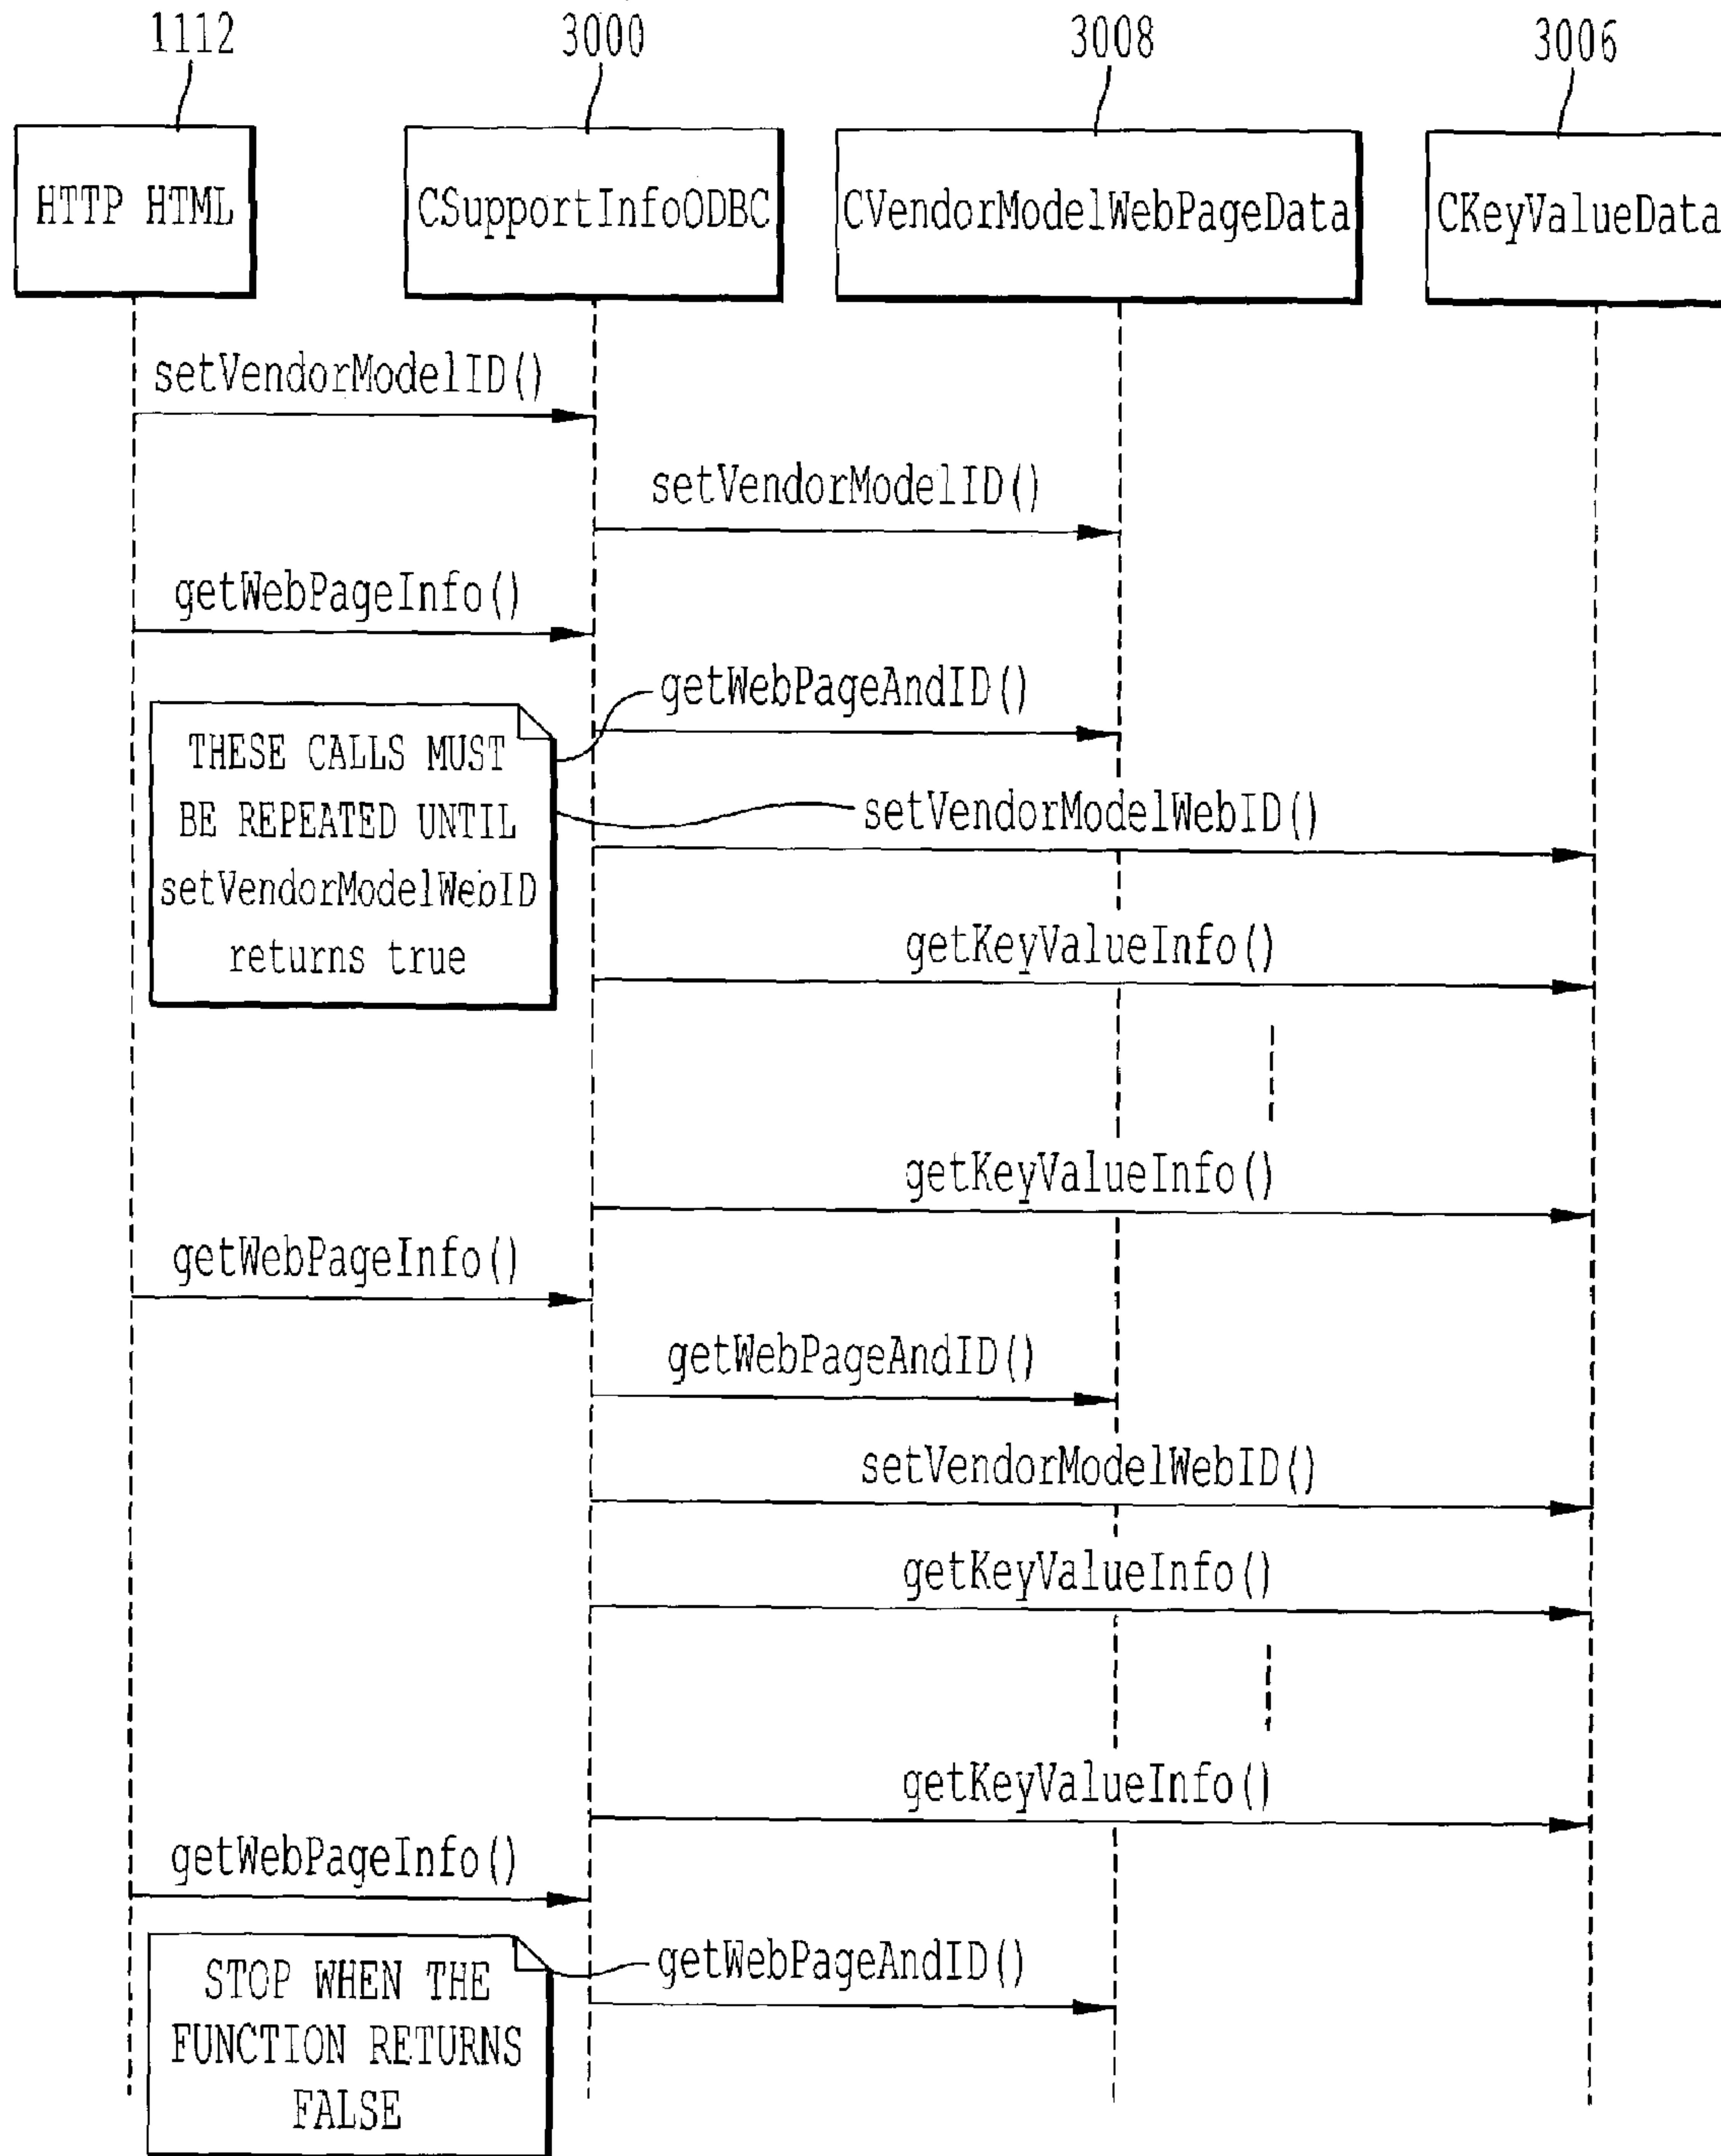 1112
3000
3008
3006
HTTP HTML
CSupportInfoODBC
CVendorModelWebPageData
CKeyValueData
setVendorModelID()
setVendorModelID()
getWebPageInfo()
getWebPageAndID()
THESE CALLS MUST
BE REPEATED UNTIL
setVendorModelWebID
returns true
setVendorModelWebID()
getKeyValueInfo()
getKeyValueInfo()
getWebPageInfo()
getWebPageAndID()
setVendorModelWebID()
getKeyValueInfo()
getKeyValueInfo()
getWebPageInfo()
getWebPageAndID()
STOP WHEN THE
FUNCTION RETURNS
FALSE